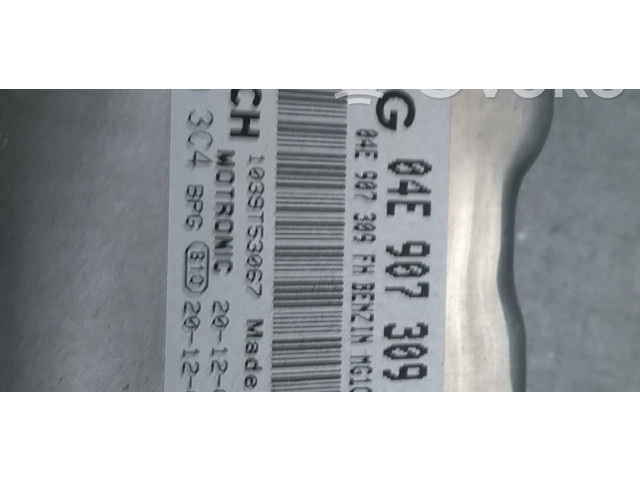 G 04E 907 309
04E 907 309 FH BENZIN MG1C
CH 1039T53067 Made
MOTRONIC 20-12-
3C4 BPG 810 20-12-